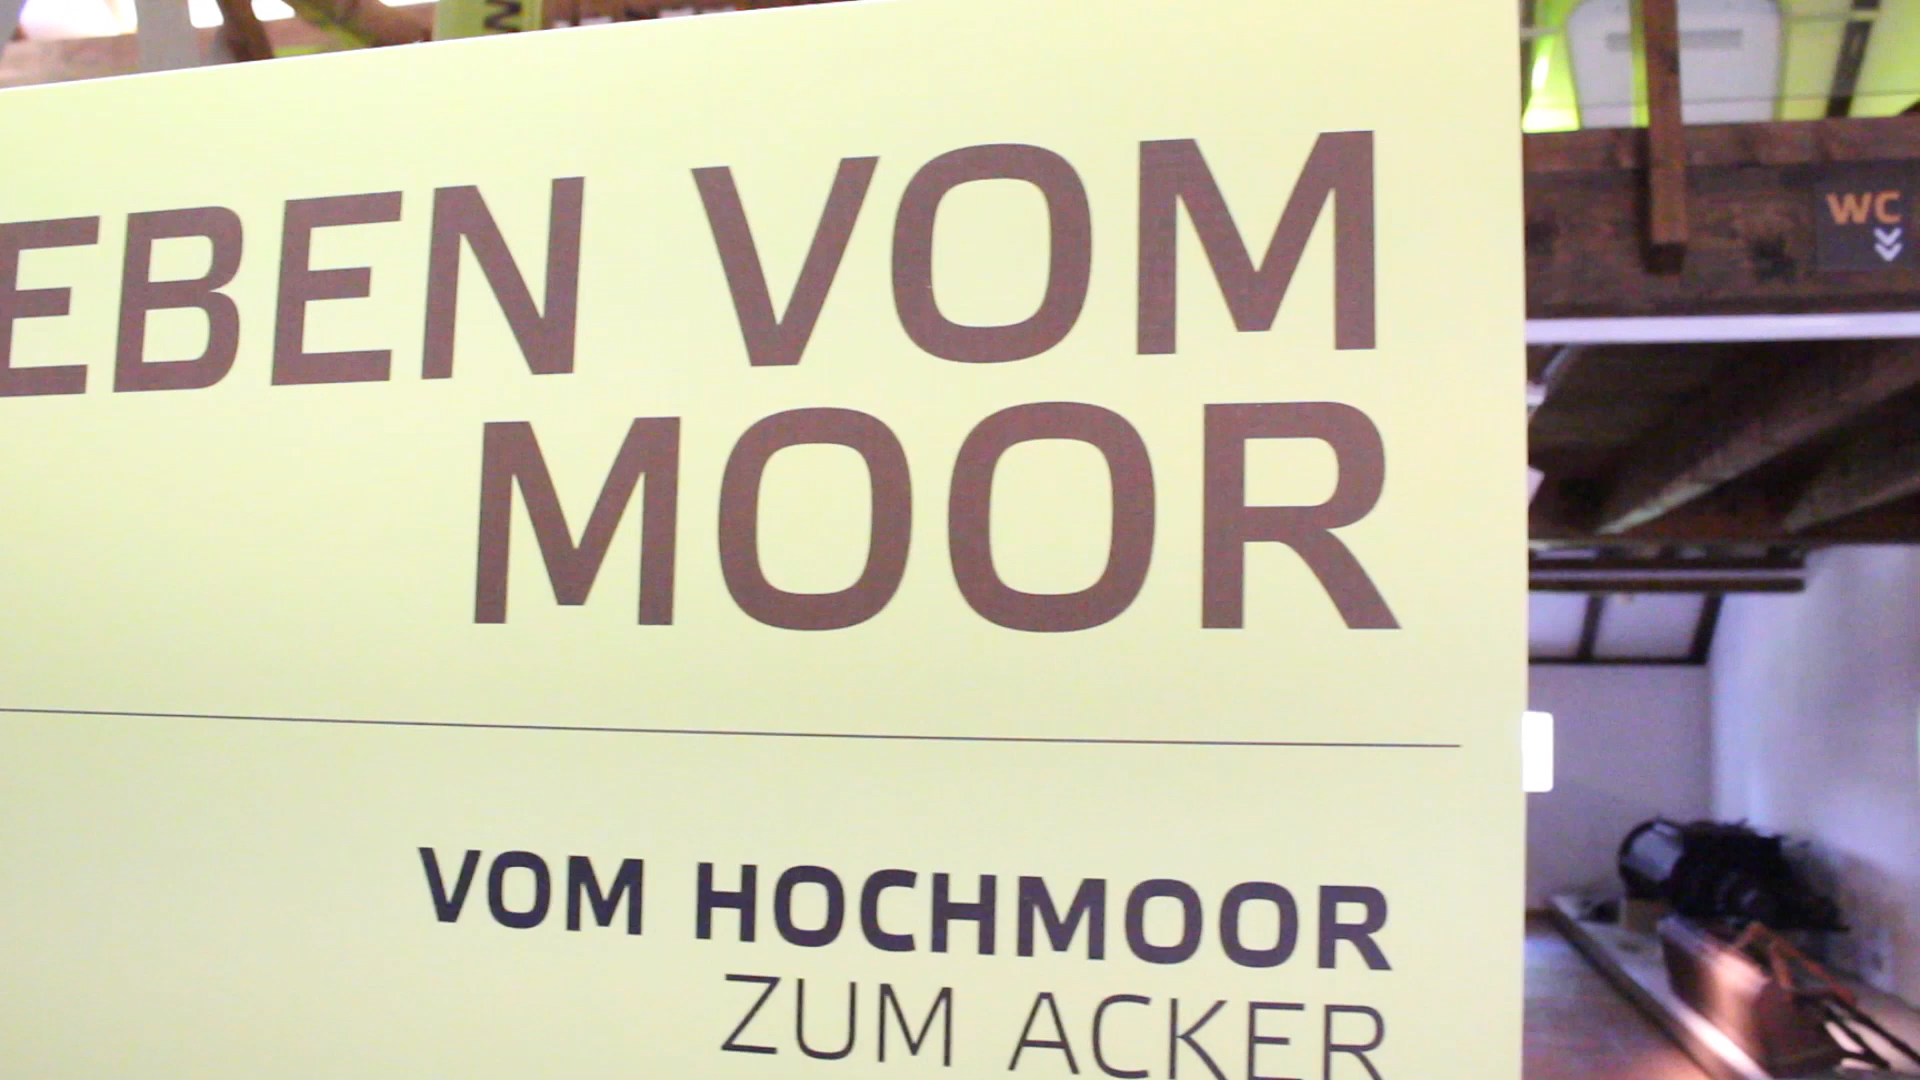 EBEN VOM
MOOR
VOM HOCHMOOR
ZUM ACKER
WC